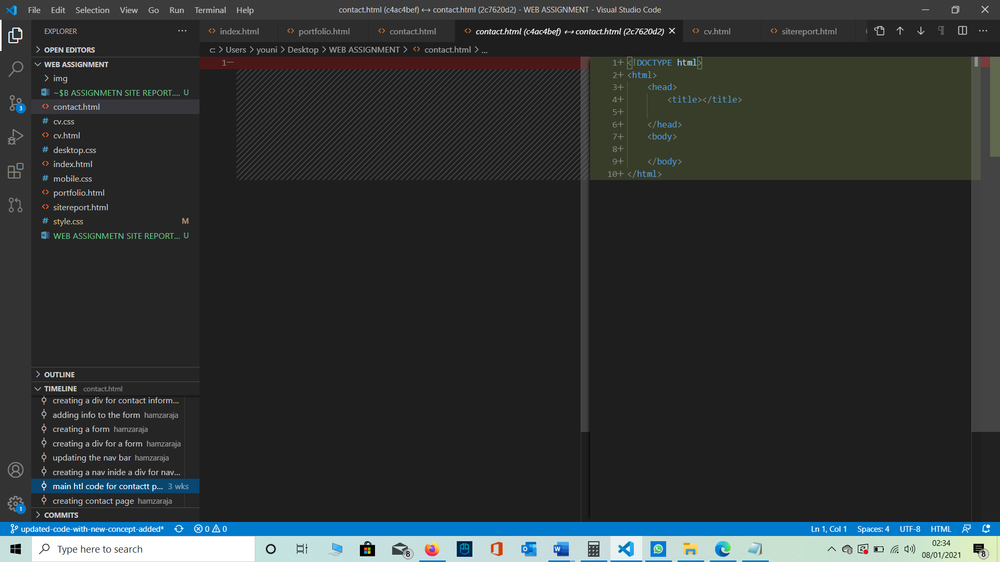 File Edit Selection View Go Run Terminal Help
contact.html (c4ac4bef) ↔ contact.html (2c7620d2) - WEB ASSIGNMENT - Visual Studio Code
EXPLORER
index.html
portfolio.html
contact.html
contact.html (c4ac4bef) ↔ contact.html (2c7620d2)
cv.html
sitereport.html
c: > Users > youni > Desktop > WEB ASSIGNMENT > contact.html > ...
OPEN EDITORS
WEB ASSIGNMENT
img
~$B ASSIGNMETN SITE REPORT.... U
contact.html
3
cv.css
cv.html
desktop.css
index.html
mobile.css
portfolio.html
sitereport.html
style.css M
WEB ASSIGNMETN SITE REPORT... U
1−
1+ <!DOCTYPE html>
2+ <html>
3+ <head>
4+ <title></title>
5+
6+ </head>
7+ <body>
8+
9+ </body>
10+ </html>
OUTLINE
TIMELINE contact.html
creating a div for contact inform...
adding info to the form hamzaraja
creating a form hamzaraja
creating a div for a form hamzaraja
updating the nav bar hamzaraja
creating a nav inide a div for nav...
main htl code for contactt p... 3 wks
creating contact page hamzaraja
1
COMMITS
updated-code-with-new-concept-added* 0 0
Ln 1, Col 1 Spaces: 4 UTF-8 HTML
Type here to search
8
02:34
08/01/2021
8